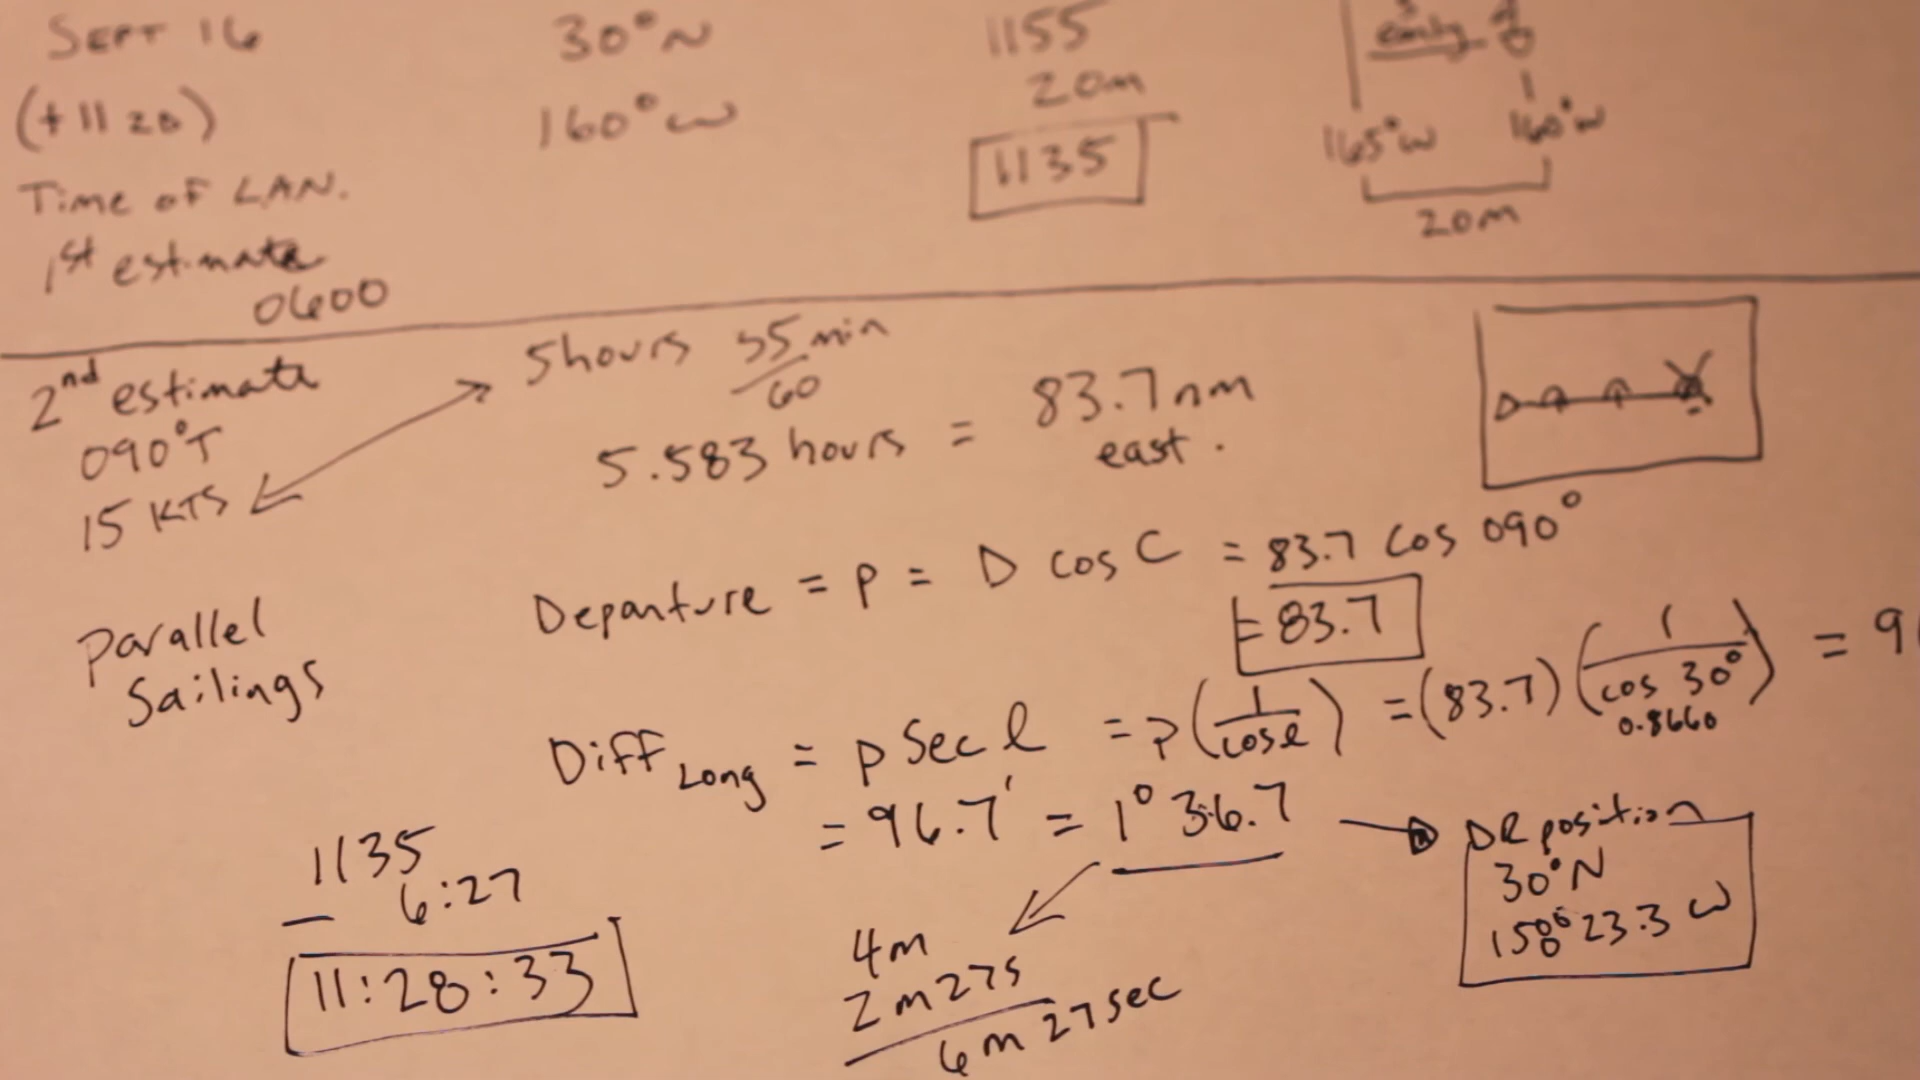 SEPT 16
(+11 20)
Time of LAN.
1st estimate
0600
30°N
160°W
1155
20m
1135
early
165°W 160°W
20m
2nd estimate
090°T
15 KTS
5 hours 35 min
60
5.583 hours = 83.7 nm
east.
Parallel
Sailings
Departure = p = D cos C = 83.7 cos 090°
= 83.7
Diff Long = p Sec l = p(1/cos l) = (83.7)(1/cos 30°) = 9
0.8660
= 96.7' = 1° 36.7
DR position
30°N
158° 23.3 W
4m
2m 27s
6m 27sec
1135
- 6:27
11:28:33